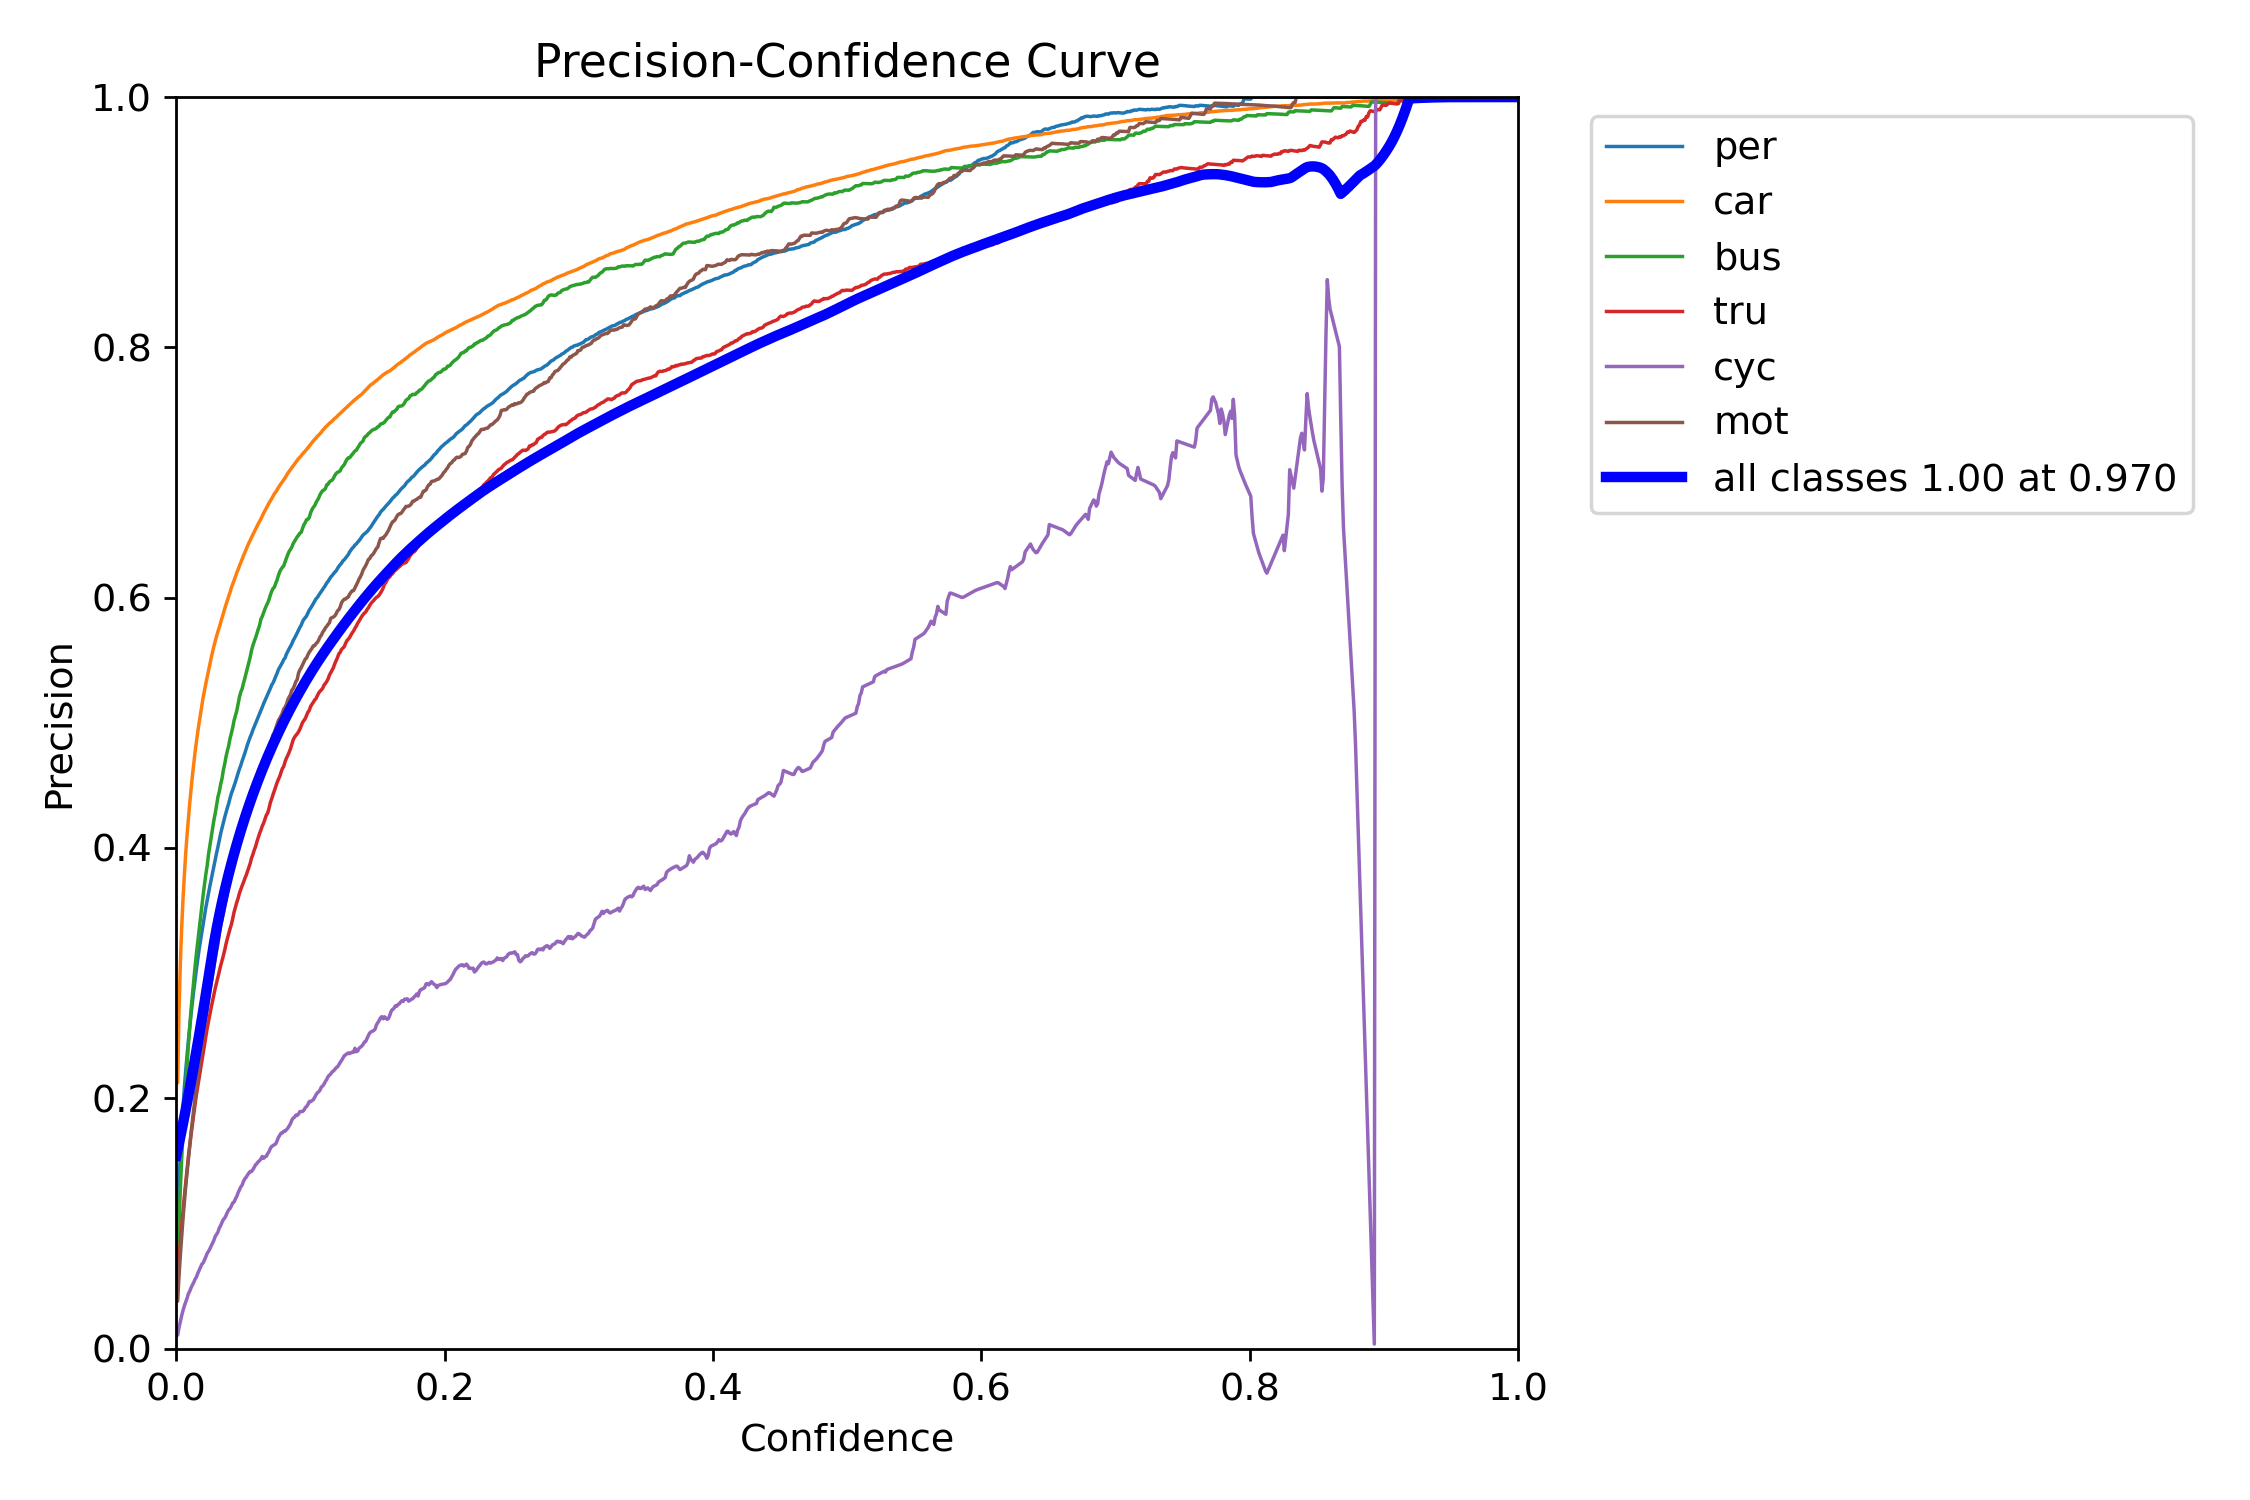 Precision-Confidence Curve
1.0
0.8
0.6
0.4
0.2
0.0
Precision
0.0 0.2 0.4 0.6 0.8 1.0
Confidence
per
car
bus
tru
cyc
mot
all classes 1.00 at 0.970